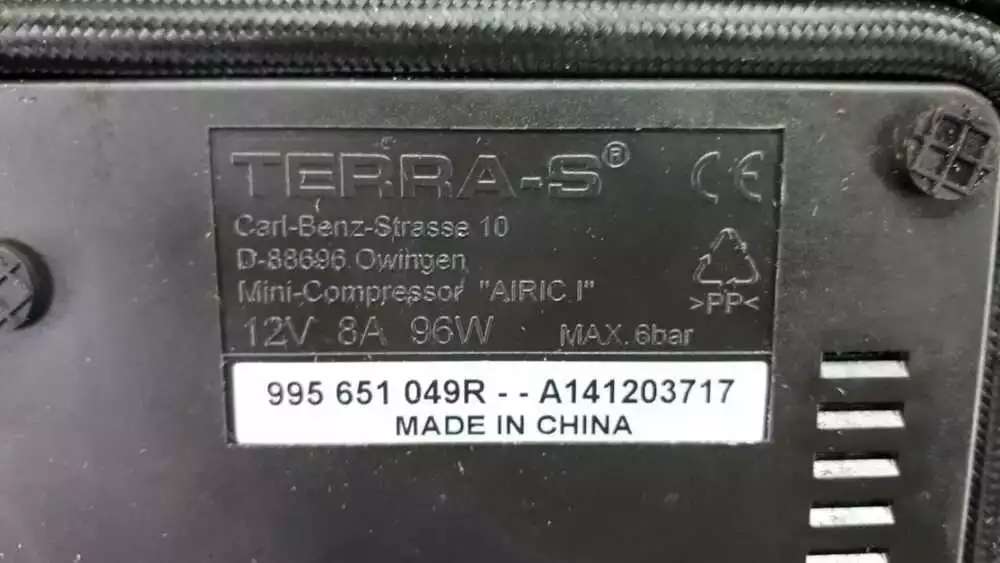 TERRA-S®
CE
Carl-Benz-Strasse 10
D-88696 Owingen
Mini-Compressor "AIRIC I"
>PP<
12V 8A 96W MAX. 6bar
995 651 049R - - A141203717
MADE IN CHINA